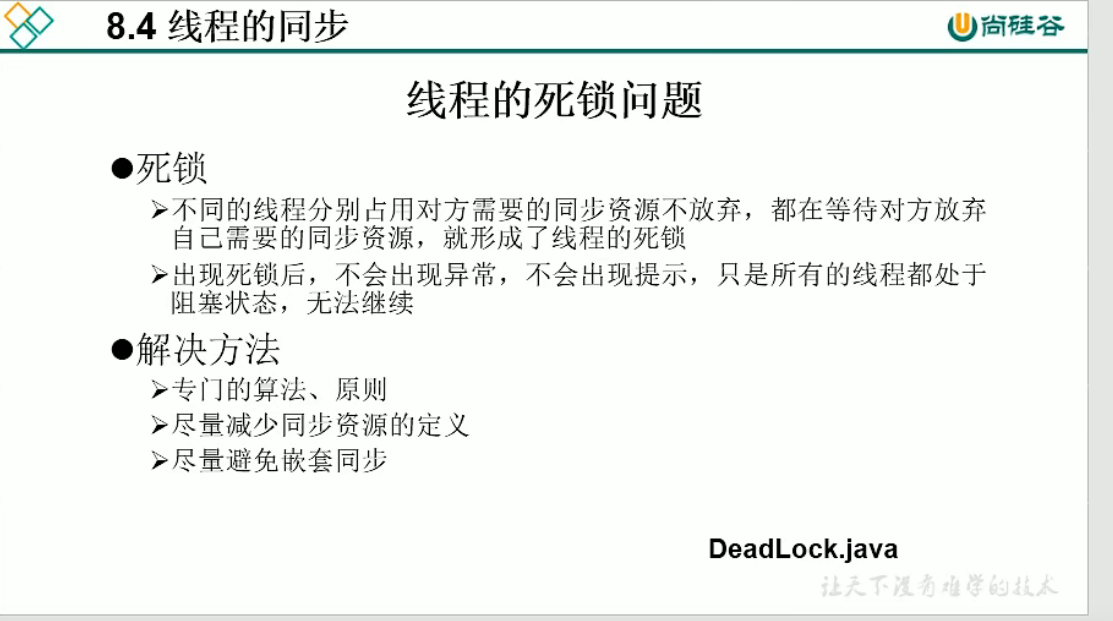 8.4 线程的同步
尚硅谷
线程的死锁问题
●死锁
➢不同的线程分别占用对方需要的同步资源不放弃，都在等待对方放弃
自己需要的同步资源，就形成了线程的死锁
➢出现死锁后，不会出现异常，不会出现提示，只是所有的线程都处于
阻塞状态，无法继续
●解决方法
➢专门的算法、原则
➢尽量减少同步资源的定义
➢尽量避免嵌套同步
DeadLock.java
让天下没有难学的技术